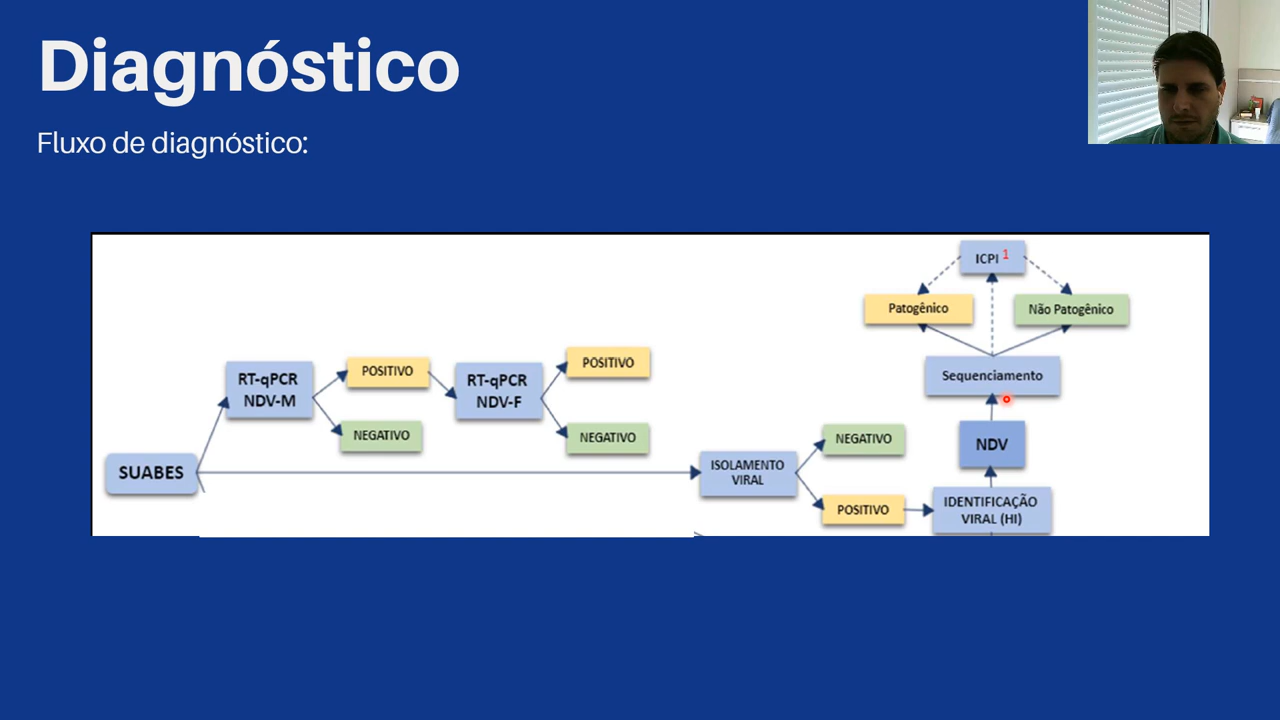 Diagnóstico
Fluxo de diagnóstico:
SUABES
RT-qPCR
NDV-M
POSITIVO
NEGATIVO
RT-qPCR
NDV-F
POSITIVO
NEGATIVO
ISOLAMENTO
VIRAL
NEGATIVO
POSITIVO
IDENTIFICAÇÃO
VIRAL (HI)
NDV
Sequenciamento
Patogênico
Não Patogênico
ICPI 1